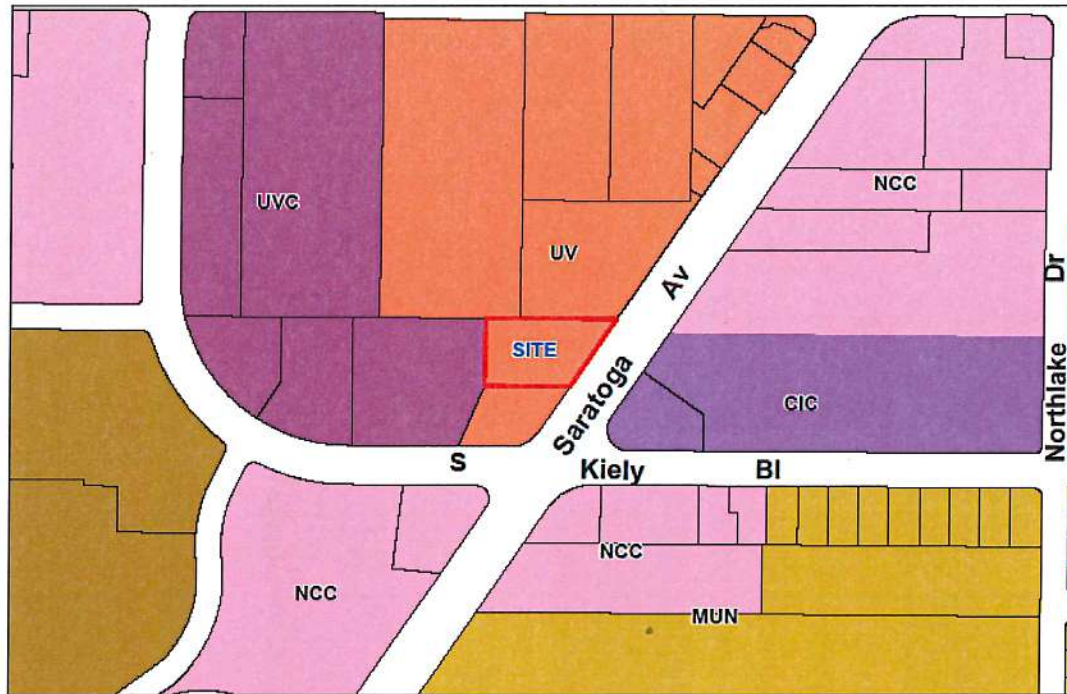 UVC
UV
NCC
SITE
Saratoga Av
CIC
Northlake Dr
S Kiely Bl
NCC
NCC
MUN